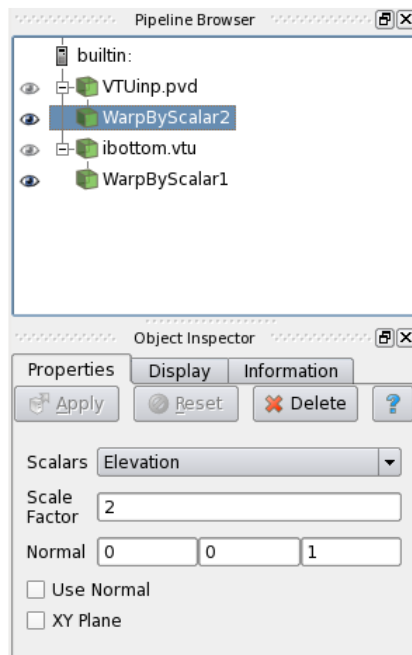 Pipeline Browser
builtin:
VTUinp.pvd
WarpByScalar2
ibottom.vtu
WarpByScalar1
Object Inspector
Properties Display Information
Apply Reset Delete ?
Scalars Elevation
Scale
Factor 2
Normal 0 0 1
Use Normal
XY Plane